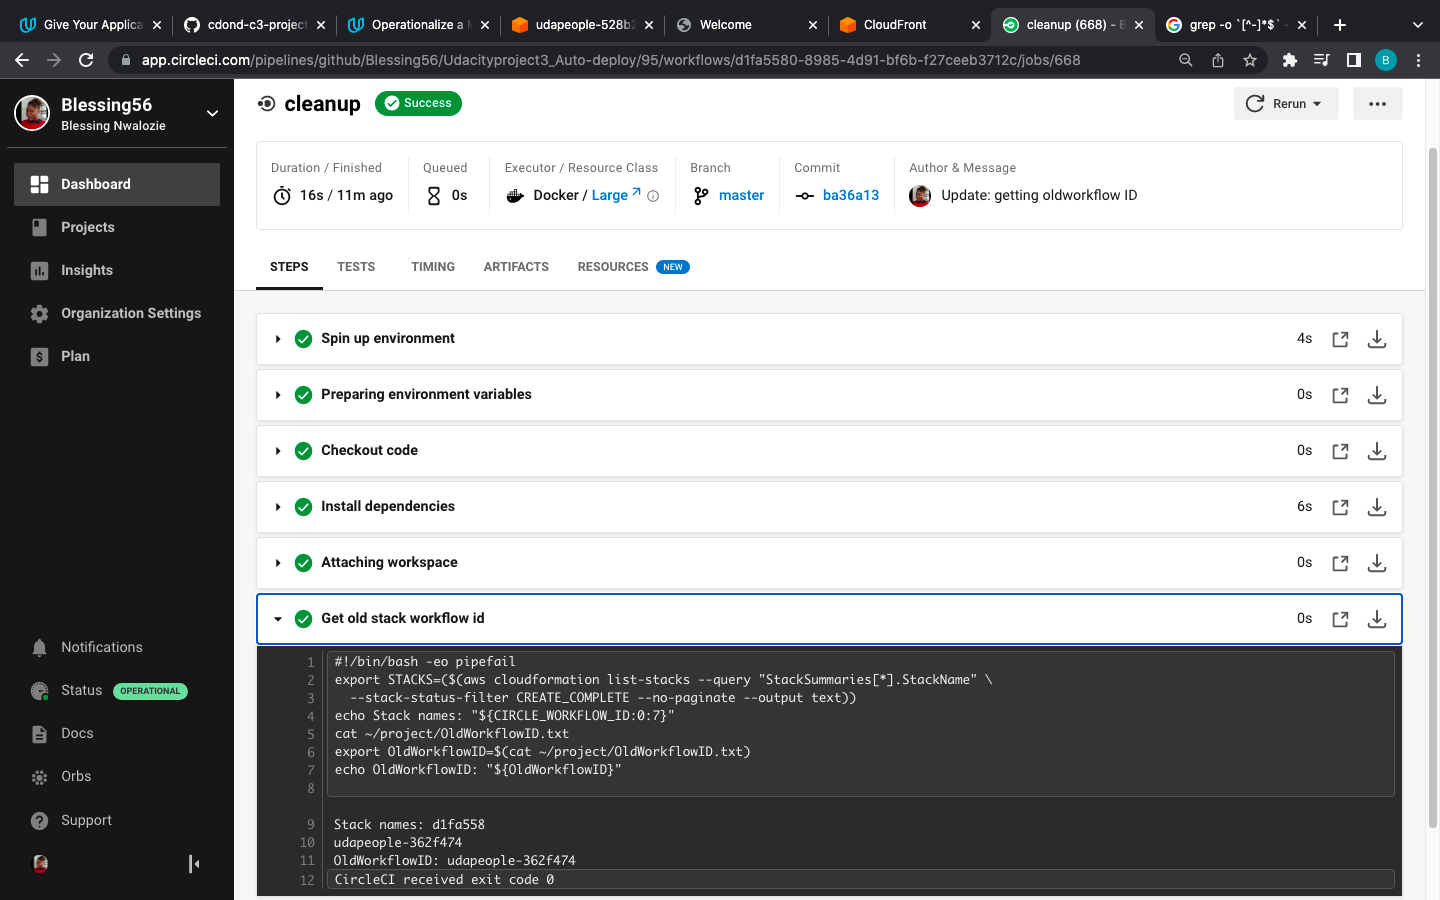 Give Your Applica
cdond-c3-project
Operationalize a M
udapeople-528b2
Welcome
CloudFront
cleanup (668) - B
grep -o `[^-]*$` -
app.circleci.com/pipelines/github/Blessing56/Udacityproject3_Auto-deploy/95/workflows/d1fa5580-8985-4d91-bf6b-f27ceeb3712c/jobs/668
B
Blessing56
Blessing Nwalozie
Dashboard
Projects
Insights
Organization Settings
Plan
Notifications
Status OPERATIONAL
Docs
Orbs
Support
cleanup Success
Rerun
Duration / Finished
16s / 11m ago
Queued
0s
Executor / Resource Class
Docker / Large
Branch
master
Commit
ba36a13
Author & Message
Update: getting oldworkflow ID
STEPS TESTS TIMING ARTIFACTS RESOURCES NEW
Spin up environment 4s
Preparing environment variables 0s
Checkout code 0s
Install dependencies 6s
Attaching workspace 0s
Get old stack workflow id 0s
1 #!/bin/bash -eo pipefail
2 export STACKS=($(aws cloudformation list-stacks --query "StackSummaries[*].StackName" \
3 --stack-status-filter CREATE_COMPLETE --no-paginate --output text))
4 echo Stack names: "${CIRCLE_WORKFLOW_ID:0:7}"
5 cat ~/project/OldWorkflowID.txt
6 export OldWorkflowID=$(cat ~/project/OldWorkflowID.txt)
7 echo OldWorkflowID: "${OldWorkflowID}"
8
9 Stack names: d1fa558
10 udapeople-362f474
11 OldWorkflowID: udapeople-362f474
12 CircleCI received exit code 0